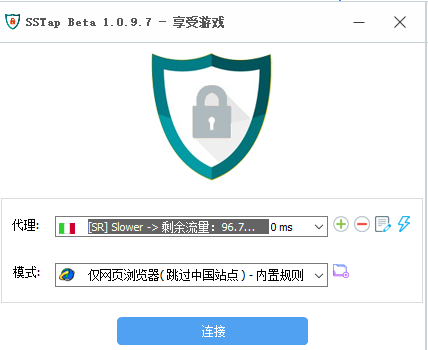 SSTap Beta 1.0.9.7 - 享受游戏
代理: [SR] Slower -> 剩余流量：96.7... 0 ms
模式: 仅网页浏览器(跳过中国站点) - 内置规则
连接